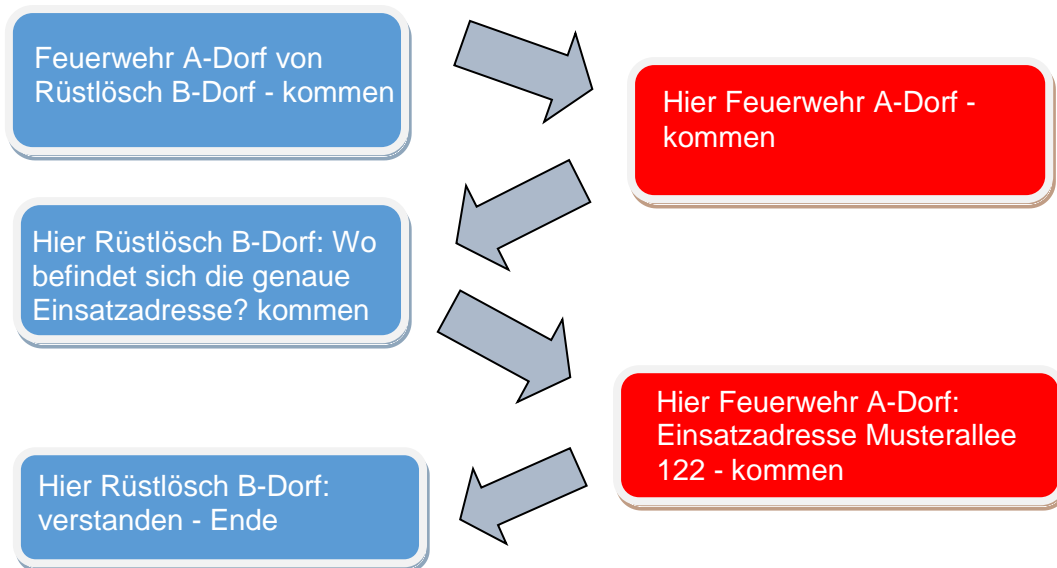 Feuerwehr A-Dorf von
Rüstlösch B-Dorf - kommen
Hier Feuerwehr A-Dorf -
kommen
Hier Rüstlösch B-Dorf: Wo
befindet sich die genaue
Einsatzadresse? kommen
Hier Feuerwehr A-Dorf:
Einsatzadresse Musterallee
122 - kommen
Hier Rüstlösch B-Dorf:
verstanden - Ende